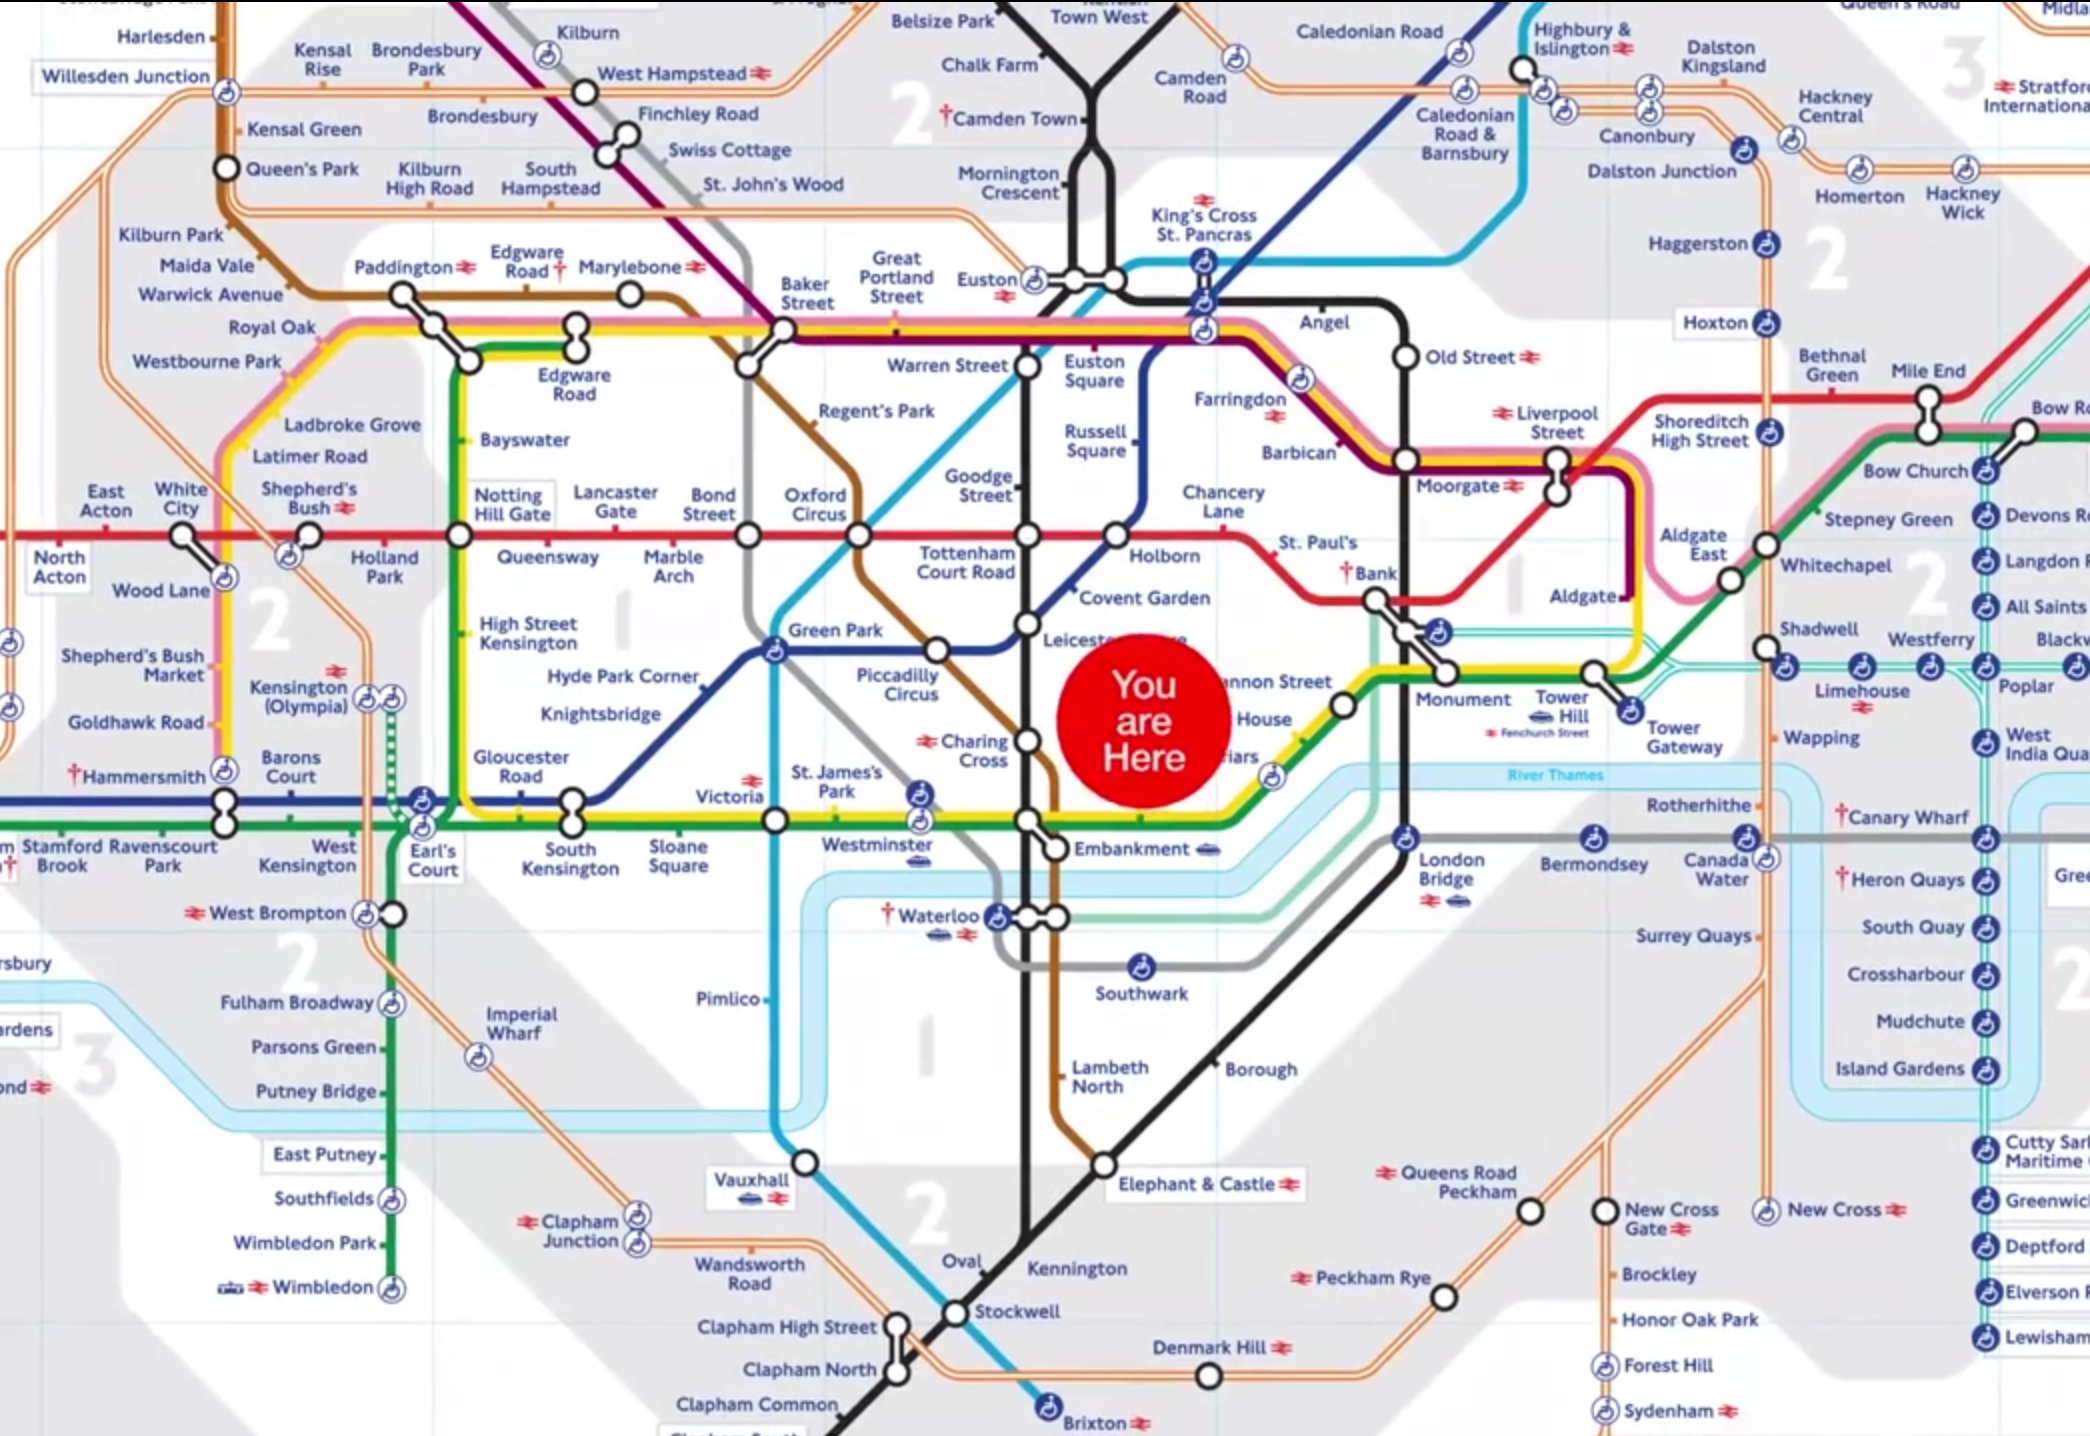 Harlesden
Willesden Junction
Kensal
Rise
Brondesbury
Park
Kilburn
West Hampstead
Belsize Park
Town West
Chalk Farm
Camden
Road
Caledonian Road
Highbury &
Islington
Dalston
Kingsland
Queen's Road
3
Stratford
International
Kensal Green
Brondesbury
Finchley Road
2
†Camden Town
Caledonian
Road &
Barnsbury
Canonbury
Hackney
Central
Queen's Park
Kilburn
High Road
South
Hampstead
Swiss Cottage
St. John's Wood
Mornington
Crescent
Dalston Junction
Homerton
Hackney
Wick
Kilburn Park
Maida Vale
Warwick Avenue
Paddington
Edgware
Road†
Marylebone
Baker
Street
Great
Portland
Street
Euston
King's Cross
St. Pancras
Haggerston
2
Royal Oak
Westbourne Park
Edgware
Road
Warren Street
Euston
Square
Angel
Old Street
Hoxton
Bethnal
Green
Mile End
Ladbroke Grove
Latimer Road
Bayswater
Regent's Park
Russell
Square
Farringdon
Barbican
Liverpool
Street
Moorgate
Shoreditch
High Street
Bow Church
East
Acton
White
City
Shepherd's
Bush
Notting
Hill Gate
Lancaster
Gate
Bond
Street
Oxford
Circus
Goodge
Street
Chancery
Lane
Stepney Green
North
Acton
Wood Lane
Holland
Park
Queensway
Marble
Arch
Tottenham
Court Road
Holborn
St. Paul's
†Bank
1
Aldgate
East
Aldgate
Whitechapel
Langdon
All Saints
2
2
1
High Street
Kensington
Covent Garden
Green Park
Shadwell
Westferry
Shepherd's Bush
Market
Kensington
(Olympia)
Hyde Park Corner
Knightsbridge
Piccadilly
Circus
You
are
Here
House
Monument
Tower
Hill
Fenchurch Street
Tower
Gateway
Limehouse
Poplar
Goldhawk Road
†Hammersmith
Barons
Court
Gloucester
Road
Victoria
St. James's
Park
Charing
Cross
River Thames
Wapping
West
India Qua
Rotherhithe
†Canary Wharf
Stamford
Brook
Ravenscourt
Park
West
Kensington
Earl's
Court
South
Kensington
Sloane
Square
Westminster
Embankment
London
Bridge
Bermondsey
Canada
Water
†Heron Quays
West Brompton
†Waterloo
Surrey Quays
South Quay
2
2
Fulham Broadway
Parsons Green
Putney Bridge
Imperial
Wharf
Pimlico
Southwark
Crossharbour
Mudchute
Island Gardens
3
1
Lambeth
North
Borough
East Putney
Southfields
Wimbledon Park
Wimbledon
Vauxhall
2
Elephant & Castle
Queens Road
Peckham
New Cross
Gate
New Cross
Cutty Sark
Maritime
Greenwich
Deptford
Elverson
Lewisham
Clapham
Junction
Wandsworth
Road
Oval
Kennington
Peckham Rye
Brockley
Stockwell
Honor Oak Park
Clapham High Street
Clapham North
Clapham Common
Denmark Hill
Forest Hill
Brixton
Sydenham